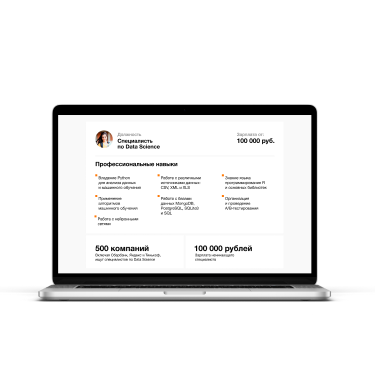 Должность
Специалист
по Data Science
Зарплата от:
100 000 руб.
Профессиональные навыки
Владение Python
для анализа данных
и машинного обучения
Работа с различными
источниками данных:
CSV, XML и XLS
Знание языка
программирования R
и основных библиотек
Применение
алгоритмов
машинного обучения
Работа с базами
данных MongoDB,
PostgreSQL, SQLite3
и SQL
Организация
и проведение
A/B-тестирования
Работа с нейронными
сетями
500 компаний
Включая Сбербанк, Яндекс и Тинькофф,
ищут специалистов по Data Science
100 000 рублей
Зарплата начинающего
специалиста